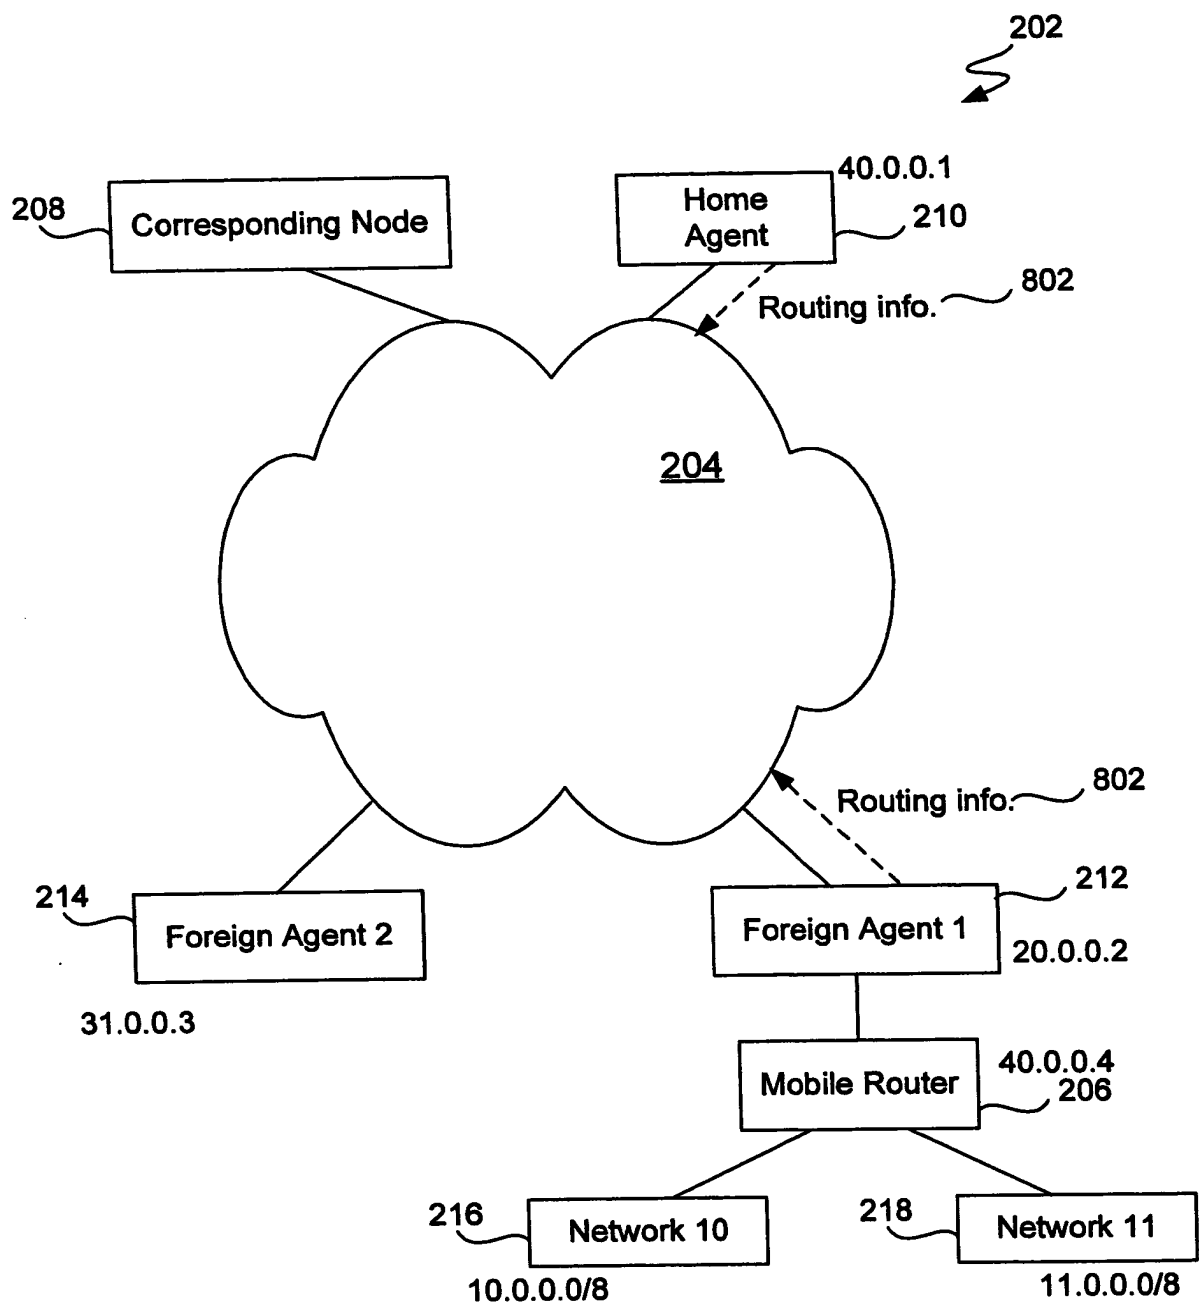 202
40.0.0.1
208
Corresponding Node
Home
Agent
210
Routing info.
802
204
Routing info.
802
214
Foreign Agent 2
31.0.0.3
212
Foreign Agent 1
20.0.0.2
Mobile Router
40.0.0.4
206
216
Network 10
10.0.0.0/8
218
Network 11
11.0.0.0/8